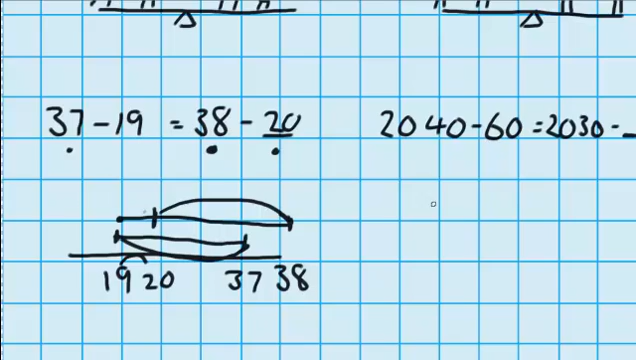 37 - 19 = 38 - 20
2040 - 60 = 2030 - _
19 20 37 38